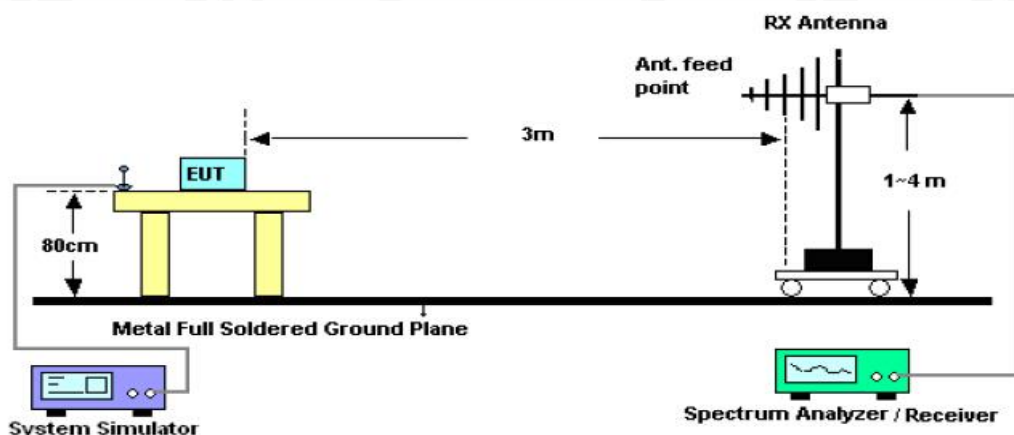 RX Antenna
Ant. feed
point
3m
EUT
1~4 m
80cm
Metal Full Soldered Ground Plane
System Simulator
Spectrum Analyzer / Receiver